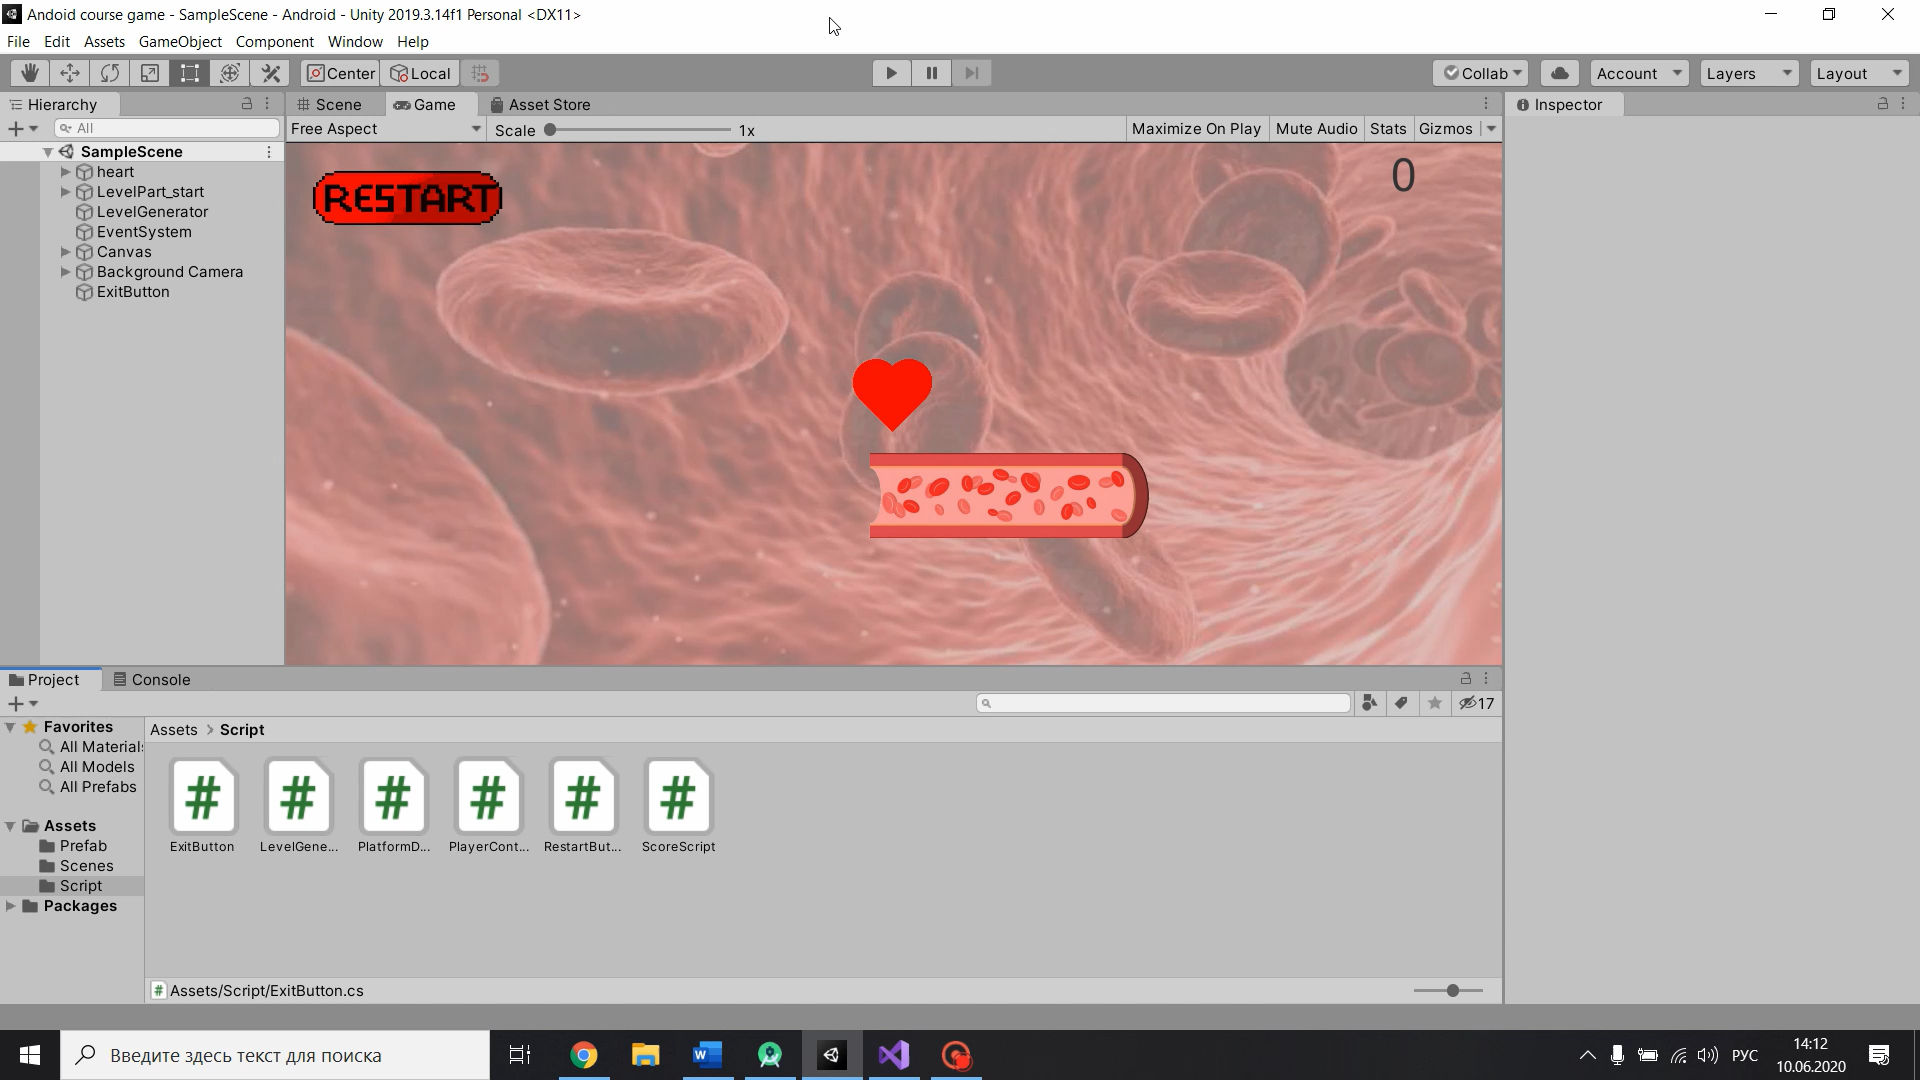 Andoid course game - SampleScene - Android - Unity 2019.3.14f1 Personal <DX11>
File Edit Assets GameObject Component Window Help
Center Local Collab Account Layers Layout
Hierarchy Scene Game Asset Store Inspector
All Free Aspect Scale 1x Maximize On Play Mute Audio Stats Gizmos
SampleScene
heart
LevelPart_start
LevelGenerator
EventSystem
Canvas
Background Camera
ExitButton
RESTART
0
Project Console
17
Favorites
All Materials
All Models
All Prefabs
Assets
Prefab
Scenes
Script
Packages
Assets > Script
ExitButton LevelGene... PlatformD... PlayerCont... RestartBut... ScoreScript
Assets/Script/ExitButton.cs
Введите здесь текст для поиска
РУС
14:12
10.06.2020